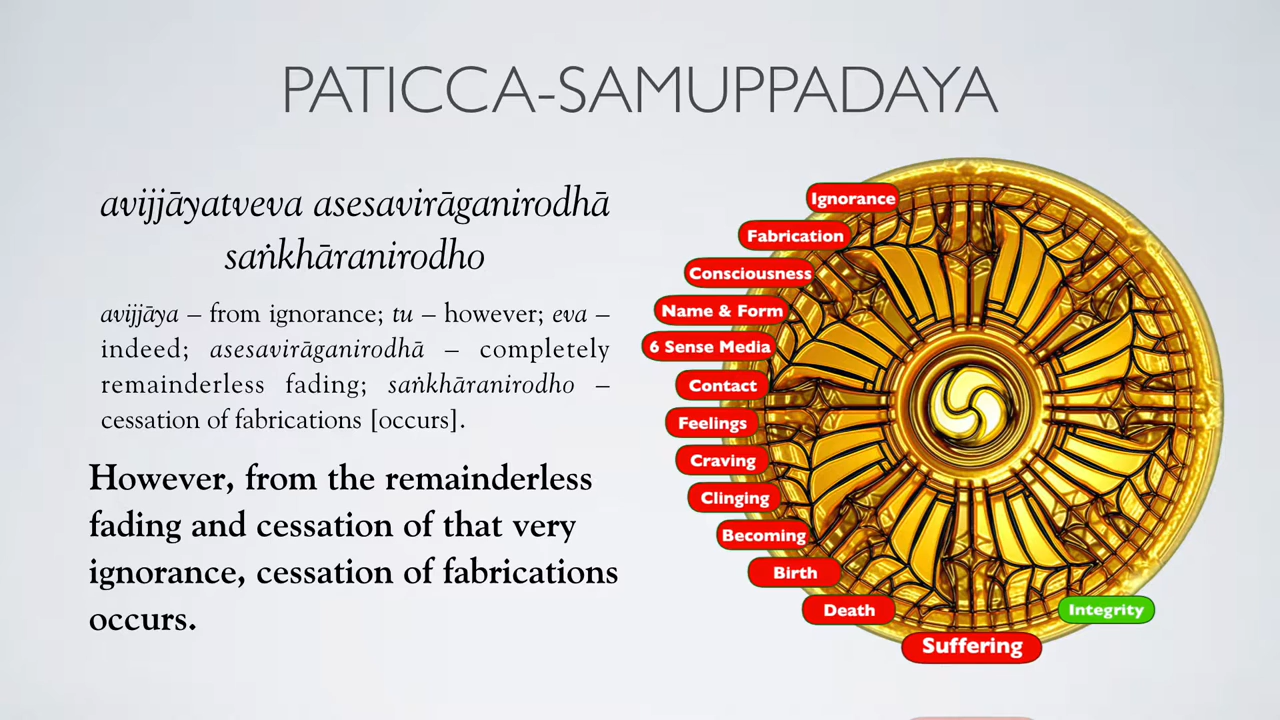 PATICCA-SAMUPPADAYA
avijjāyatveva asesavirāganirodhā
saṅkhāranirodho
avijjāya – from ignorance; tu – however; eva –
indeed; asesavirāganirodhā – completely
remainderless fading; saṅkhāranirodho –
cessation of fabrications [occurs].
However, from the remainderless
fading and cessation of that very
ignorance, cessation of fabrications
occurs.
Ignorance
Fabrication
Consciousness
Name & Form
6 Sense Media
Contact
Feelings
Craving
Clinging
Becoming
Birth
Death
Integrity
Suffering